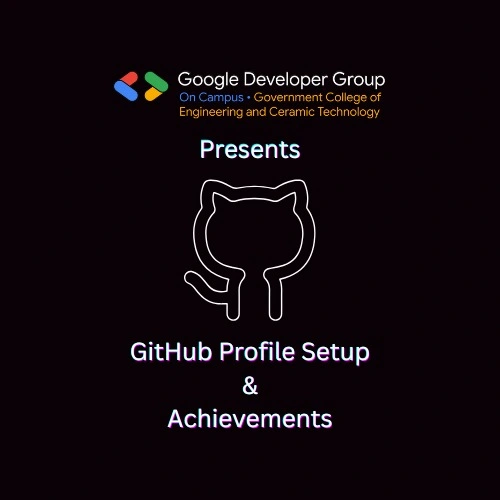 Google Developer Group
On Campus • Government College of
Engineering and Ceramic Technology
Presents
GitHub Profile Setup
&
Achievements